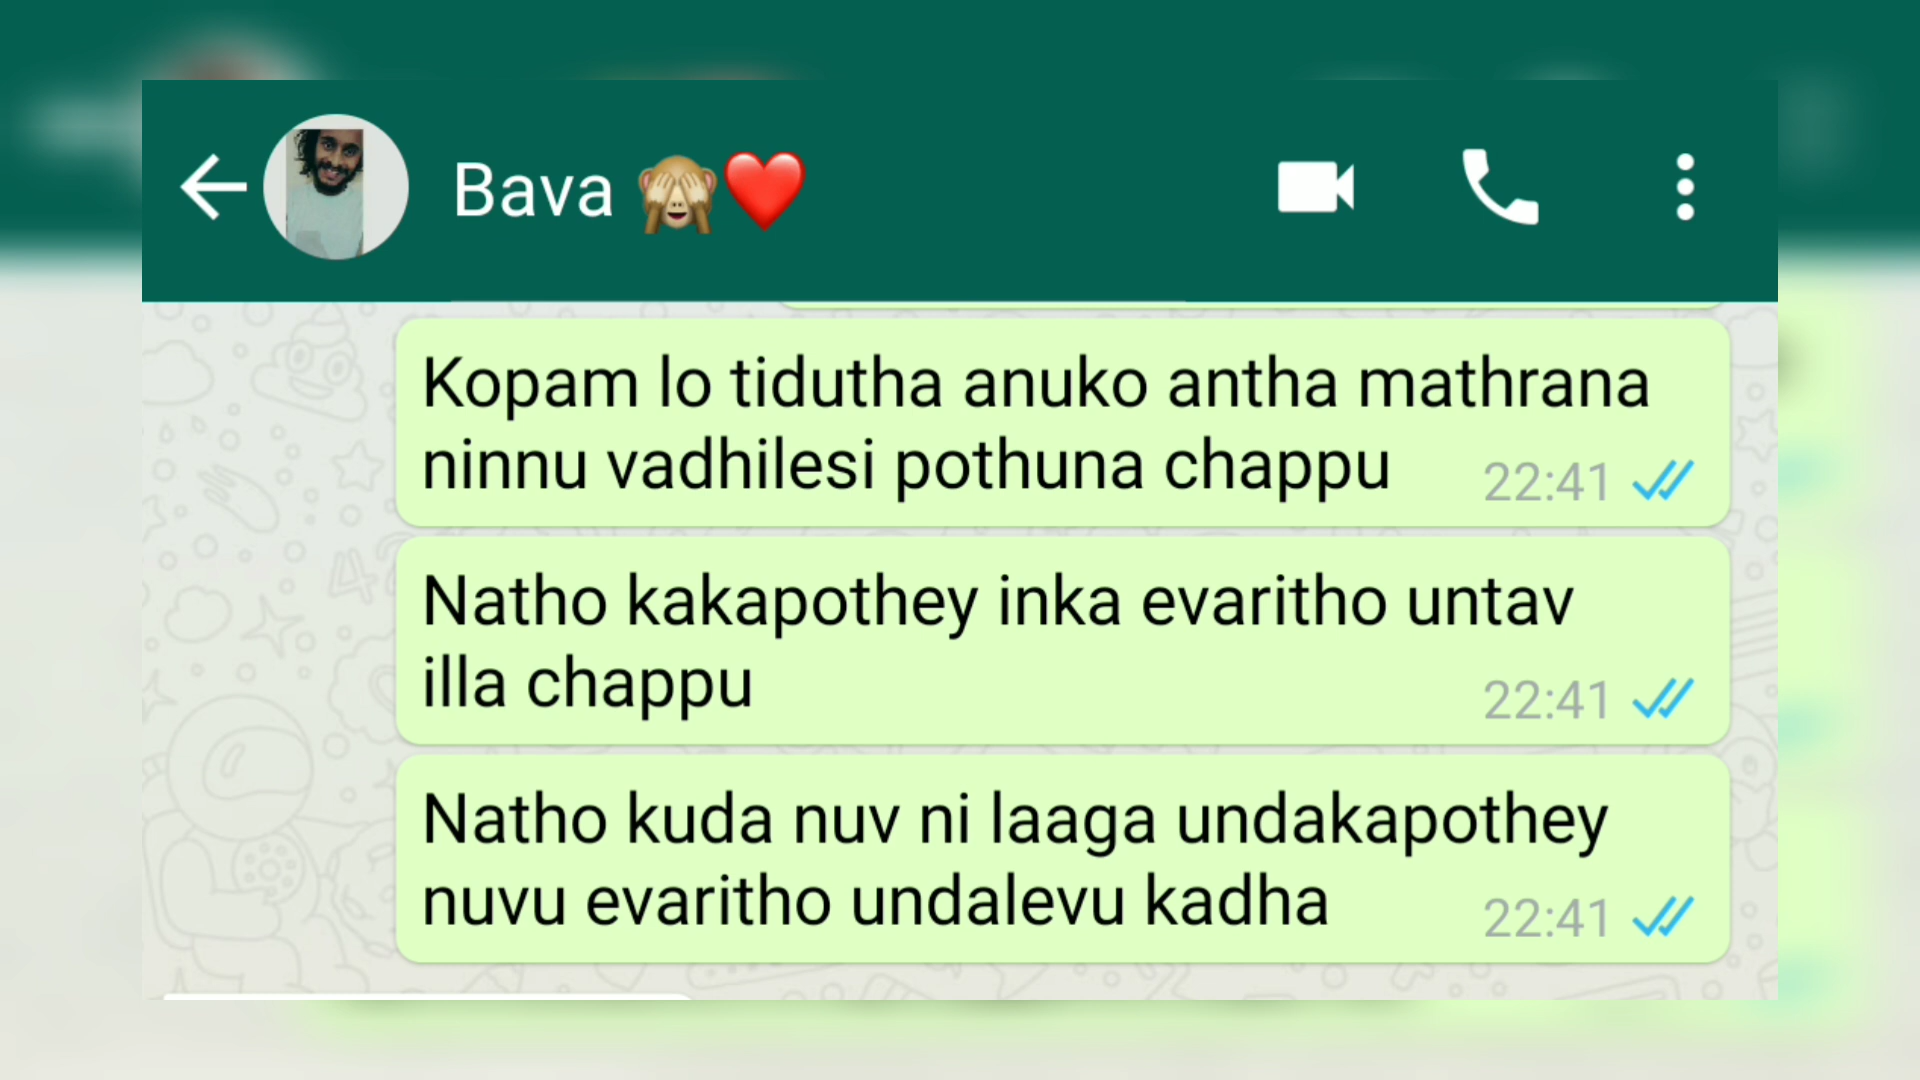 Bava 🙈❤️
Kopam lo tidutha anuko antha mathrana
ninnu vadhilesi pothuna chappu
22:41
Natho kakapothey inka evaritho untav
illa chappu
22:41
Natho kuda nuv ni laaga undakapothey
nuvu evaritho undalevu kadha
22:41